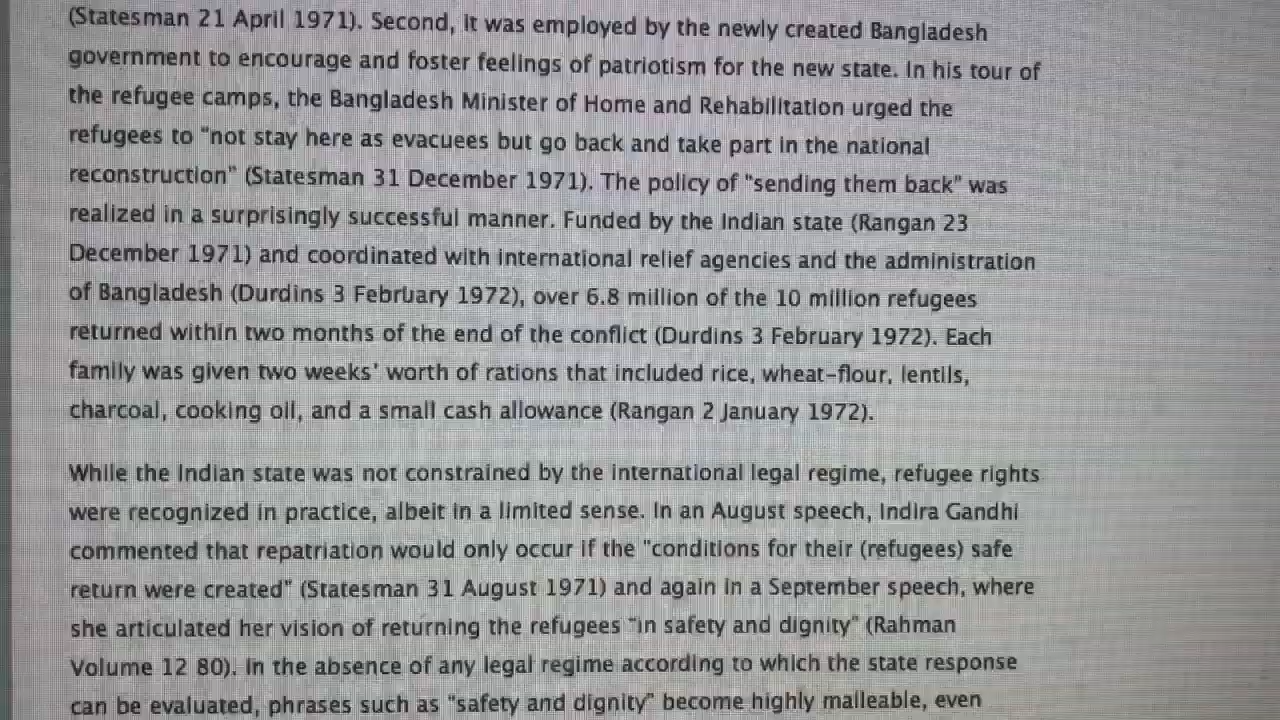 (Statesman 21 April 1971). Second, it was employed by the newly created Bangladesh
government to encourage and foster feelings of patriotism for the new state. In his tour of
the refugee camps, the Bangladesh Minister of Home and Rehabilitation urged the
refugees to "not stay here as evacuees but go back and take part in the national
reconstruction" (Statesman 31 December 1971). The policy of "sending them back" was
realized in a surprisingly successful manner. Funded by the Indian state (Rangan 23
December 1971) and coordinated with international relief agencies and the administration
of Bangladesh (Durdins 3 February 1972), over 6.8 million of the 10 million refugees
returned within two months of the end of the conflict (Durdins 3 February 1972). Each
family was given two weeks' worth of rations that included rice, wheat-flour, lentils,
charcoal, cooking oil, and a small cash allowance (Rangan 2 January 1972).
While the Indian state was not constrained by the international legal regime, refugee rights
were recognized in practice, albeit in a limited sense. In an August speech, Indira Gandhi
commented that repatriation would only occur if the "conditions for their (refugees) safe
return were created" (Statesman 31 August 1971) and again in a September speech, where
she articulated her vision of returning the refugees "in safety and dignity" (Rahman
Volume 12 80). In the absence of any legal regime according to which the state response
can be evaluated, phrases such as "safety and dignity" become highly malleable, even